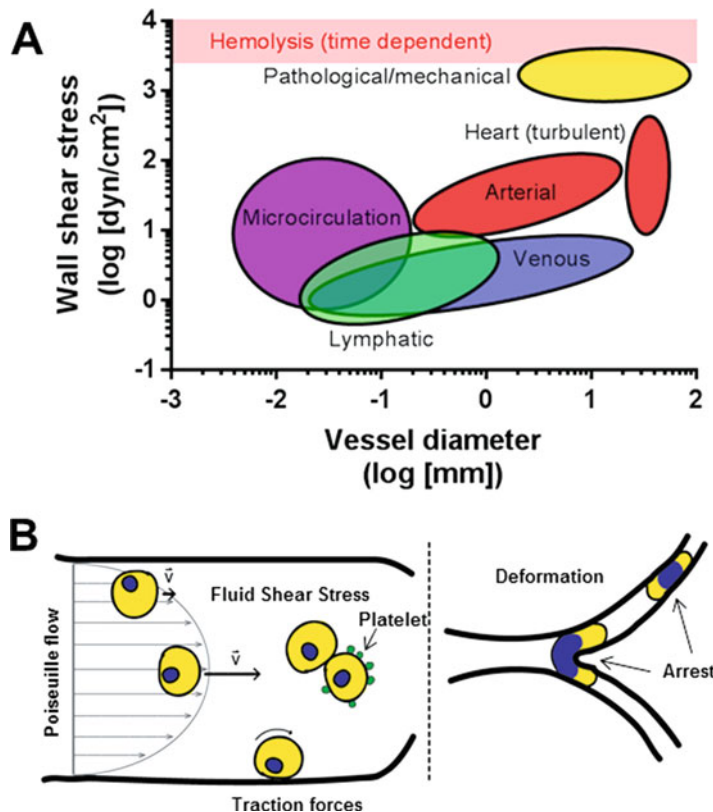 A
Hemolysis (time dependent)
Pathological/mechanical
Heart (turbulent)
Arterial
Microcirculation
Venous
Lymphatic
4
3
2
1
0
-1
-3
-2
-1
0
1
2
Wall shear stress
(log [dyn/cm²])
Vessel diameter
(log [mm])
B
Poiseuille flow
v⃗
v⃗
Fluid Shear Stress
Platelet
Traction forces
Deformation
Arrest